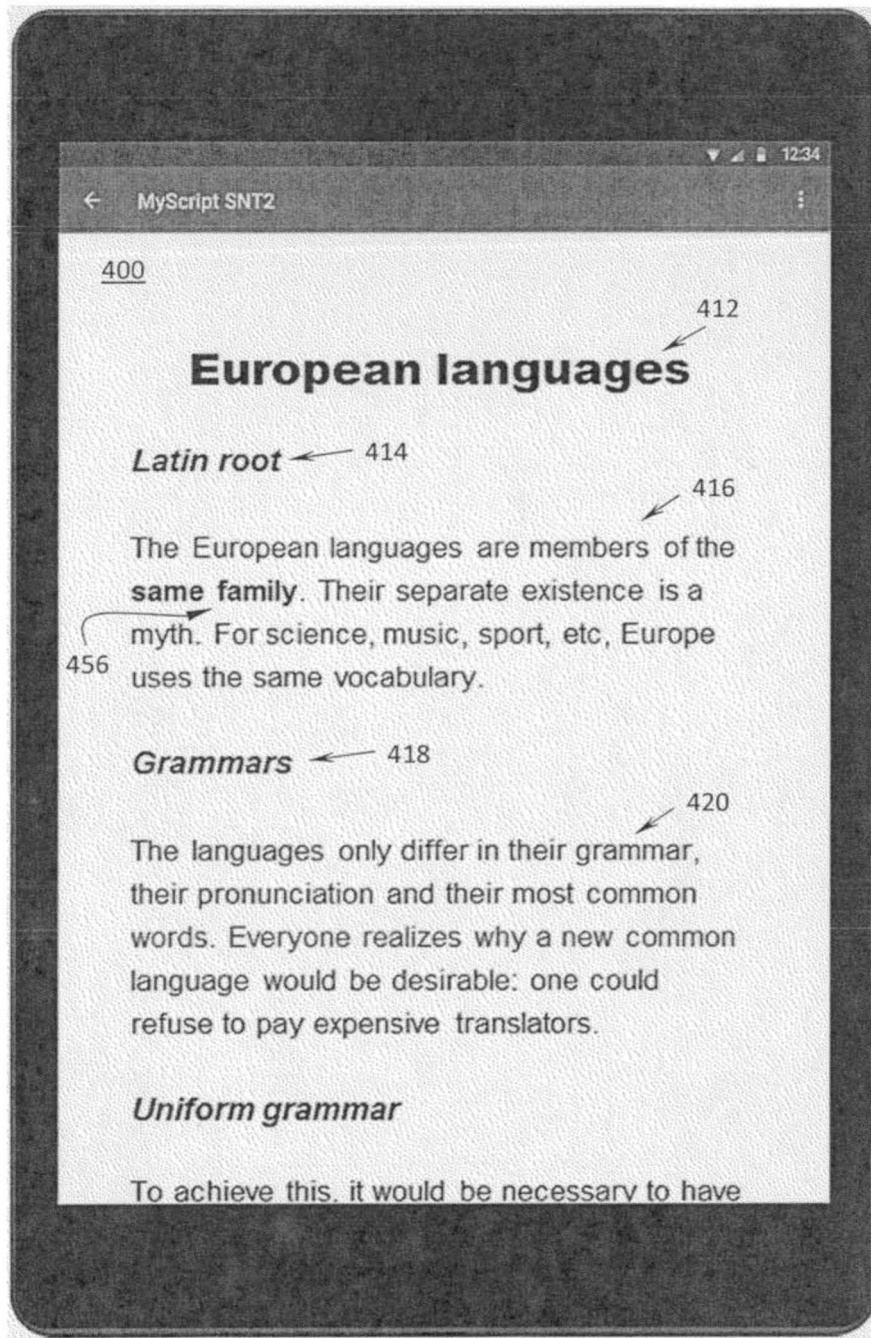 12:34
MyScript SNT2
400
412
European languages
Latin root 414
416
The European languages are members of the
same family. Their separate existence is a
myth. For science, music, sport, etc, Europe
456
uses the same vocabulary.
Grammars 418
420
The languages only differ in their grammar,
their pronunciation and their most common
words. Everyone realizes why a new common
language would be desirable: one could
refuse to pay expensive translators.
Uniform grammar
To achieve this, it would be necessary to have